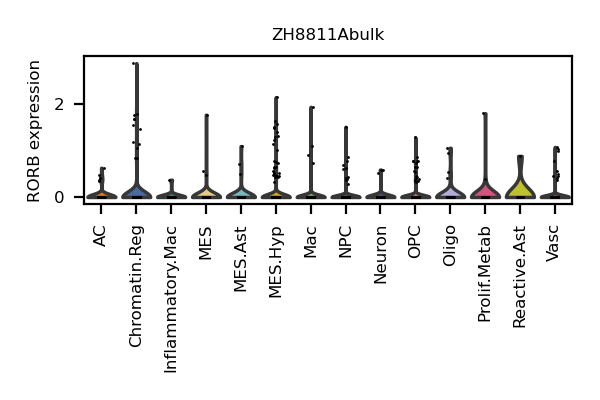 ZH8811Abulk
RORB expression
2
0
AC
Chromatin.Reg
Inflammatory.Mac
MES
MES.Ast
MES.Hyp
Mac
NPC
Neuron
OPC
Oligo
Prolif.Metab
Reactive.Ast
Vasc